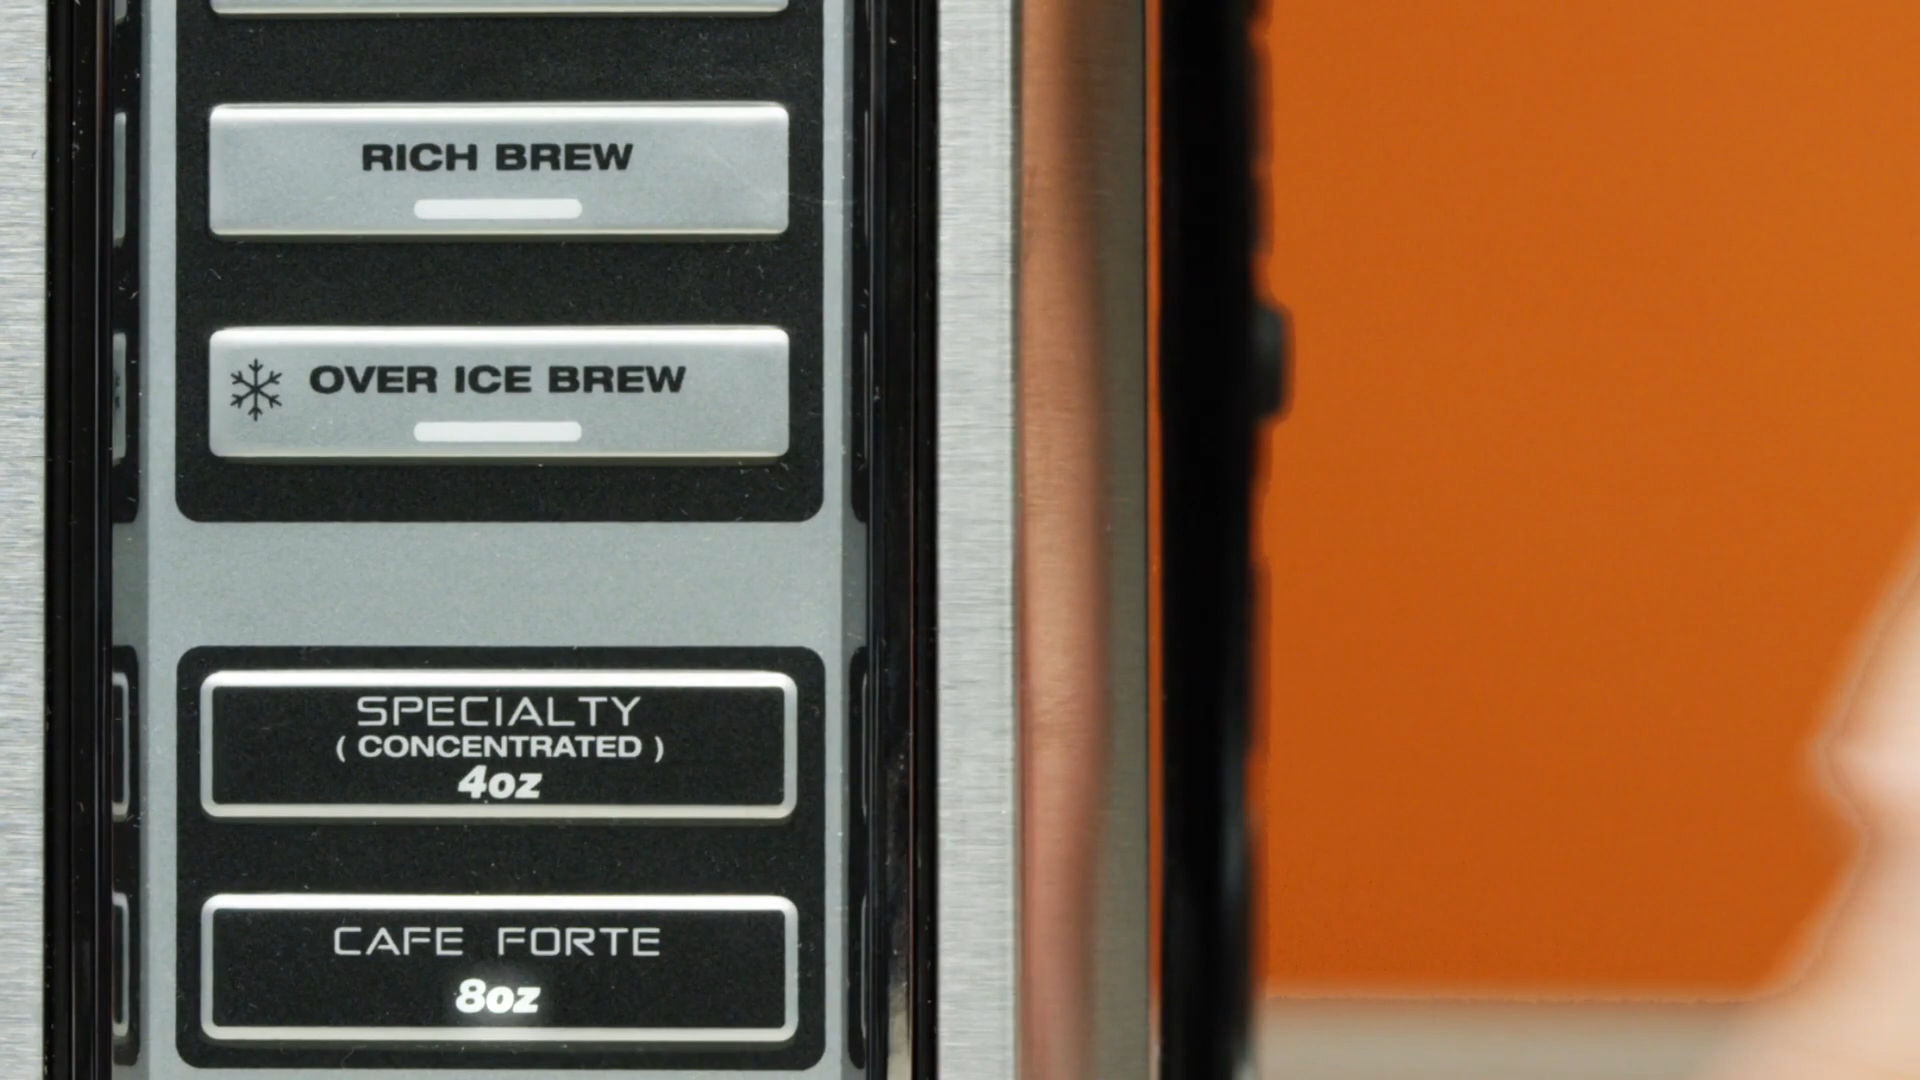 RICH BREW
OVER ICE BREW
SPECIALTY
( CONCENTRATED )
4oz
CAFE FORTE
8oz